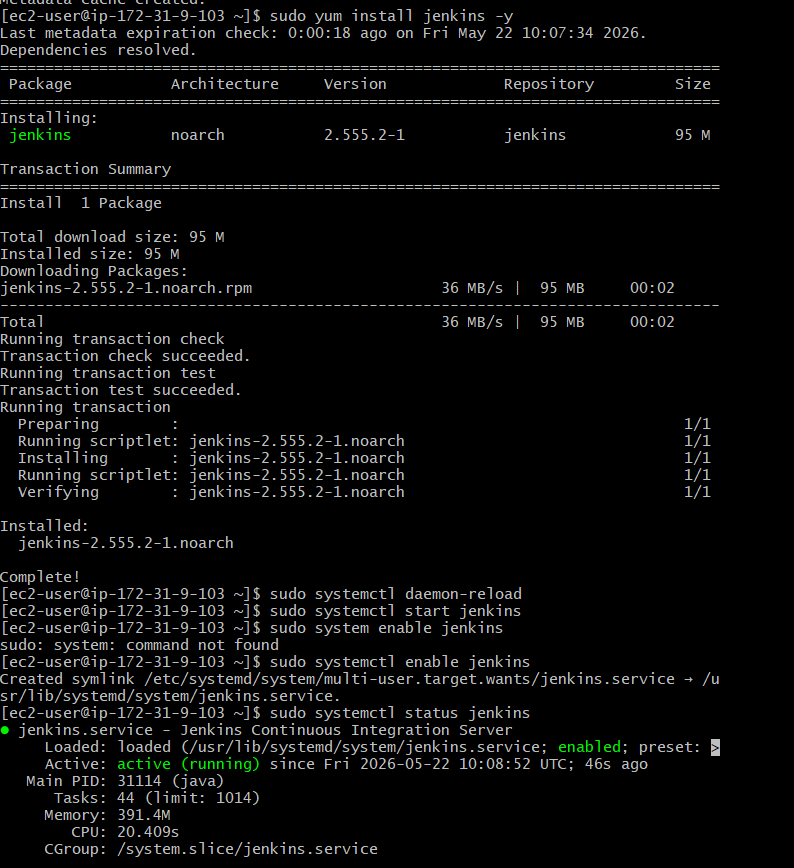 Metadata cache created.
[ec2-user@ip-172-31-9-103 ~]$ sudo yum install jenkins -y
Last metadata expiration check: 0:00:18 ago on Fri May 22 10:07:34 2026.
Dependencies resolved.
================================================================================
 Package           Architecture     Version             Repository         Size
================================================================================
Installing:
 jenkins           noarch           2.555.2-1           jenkins            95 M

Transaction Summary
================================================================================
Install  1 Package

Total download size: 95 M
Installed size: 95 M
Downloading Packages:
jenkins-2.555.2-1.noarch.rpm                     36 MB/s |  95 MB     00:02
--------------------------------------------------------------------------------
Total                                            36 MB/s |  95 MB     00:02
Running transaction check
Transaction check succeeded.
Running transaction test
Transaction test succeeded.
Running transaction
  Preparing        :                                                        1/1
  Running scriptlet: jenkins-2.555.2-1.noarch                               1/1
  Installing       : jenkins-2.555.2-1.noarch                               1/1
  Running scriptlet: jenkins-2.555.2-1.noarch                               1/1
  Verifying        : jenkins-2.555.2-1.noarch                               1/1

Installed:
  jenkins-2.555.2-1.noarch

Complete!
[ec2-user@ip-172-31-9-103 ~]$ sudo systemctl daemon-reload
[ec2-user@ip-172-31-9-103 ~]$ sudo systemctl start jenkins
[ec2-user@ip-172-31-9-103 ~]$ sudo system enable jenkins
sudo: system: command not found
[ec2-user@ip-172-31-9-103 ~]$ sudo systemctl enable jenkins
Created symlink /etc/systemd/system/multi-user.target.wants/jenkins.service → /u
sr/lib/systemd/system/jenkins.service.
[ec2-user@ip-172-31-9-103 ~]$ sudo systemctl status jenkins
● jenkins.service - Jenkins Continuous Integration Server
     Loaded: loaded (/usr/lib/systemd/system/jenkins.service; enabled; preset: >
     Active: active (running) since Fri 2026-05-22 10:08:52 UTC; 46s ago
   Main PID: 31114 (java)
      Tasks: 44 (limit: 1014)
     Memory: 391.4M
        CPU: 20.409s
     CGroup: /system.slice/jenkins.service